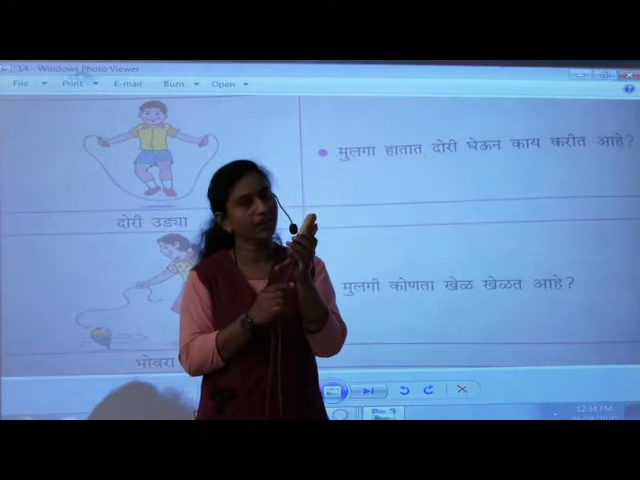 14 - Windows Photo Viewer
File Print E-mail Burn Open
मुलगा हातात दोरी घेऊन काय करीत आहे?
दोरी उड्या
मुलगी कोणता खेळ खेळत आहे?
भोवरा
12:34 PM